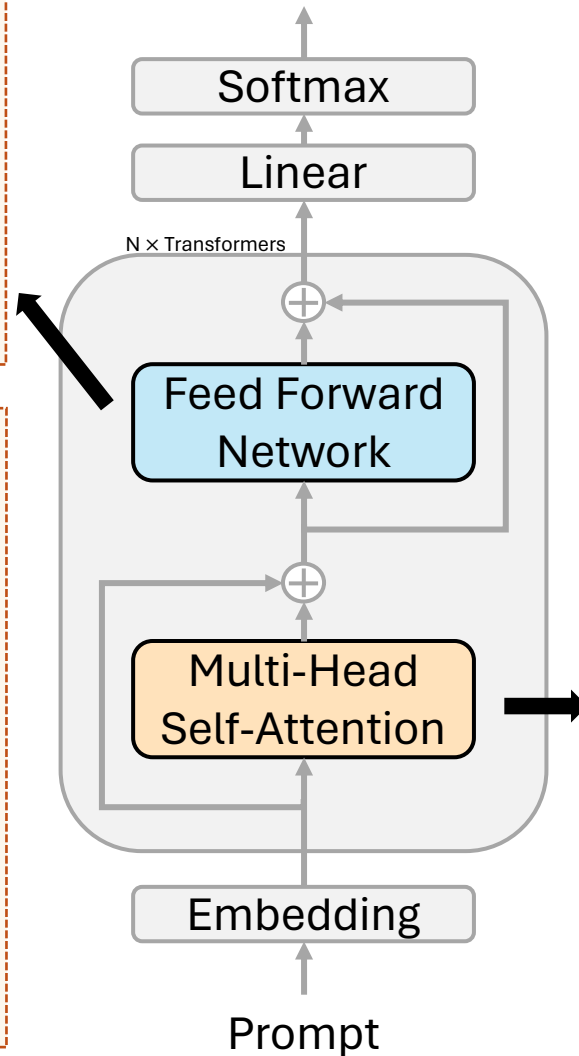 Softmax
Linear
N × Transformers
Feed Forward
Network
Multi-Head
Self-Attention
Embedding
Prompt